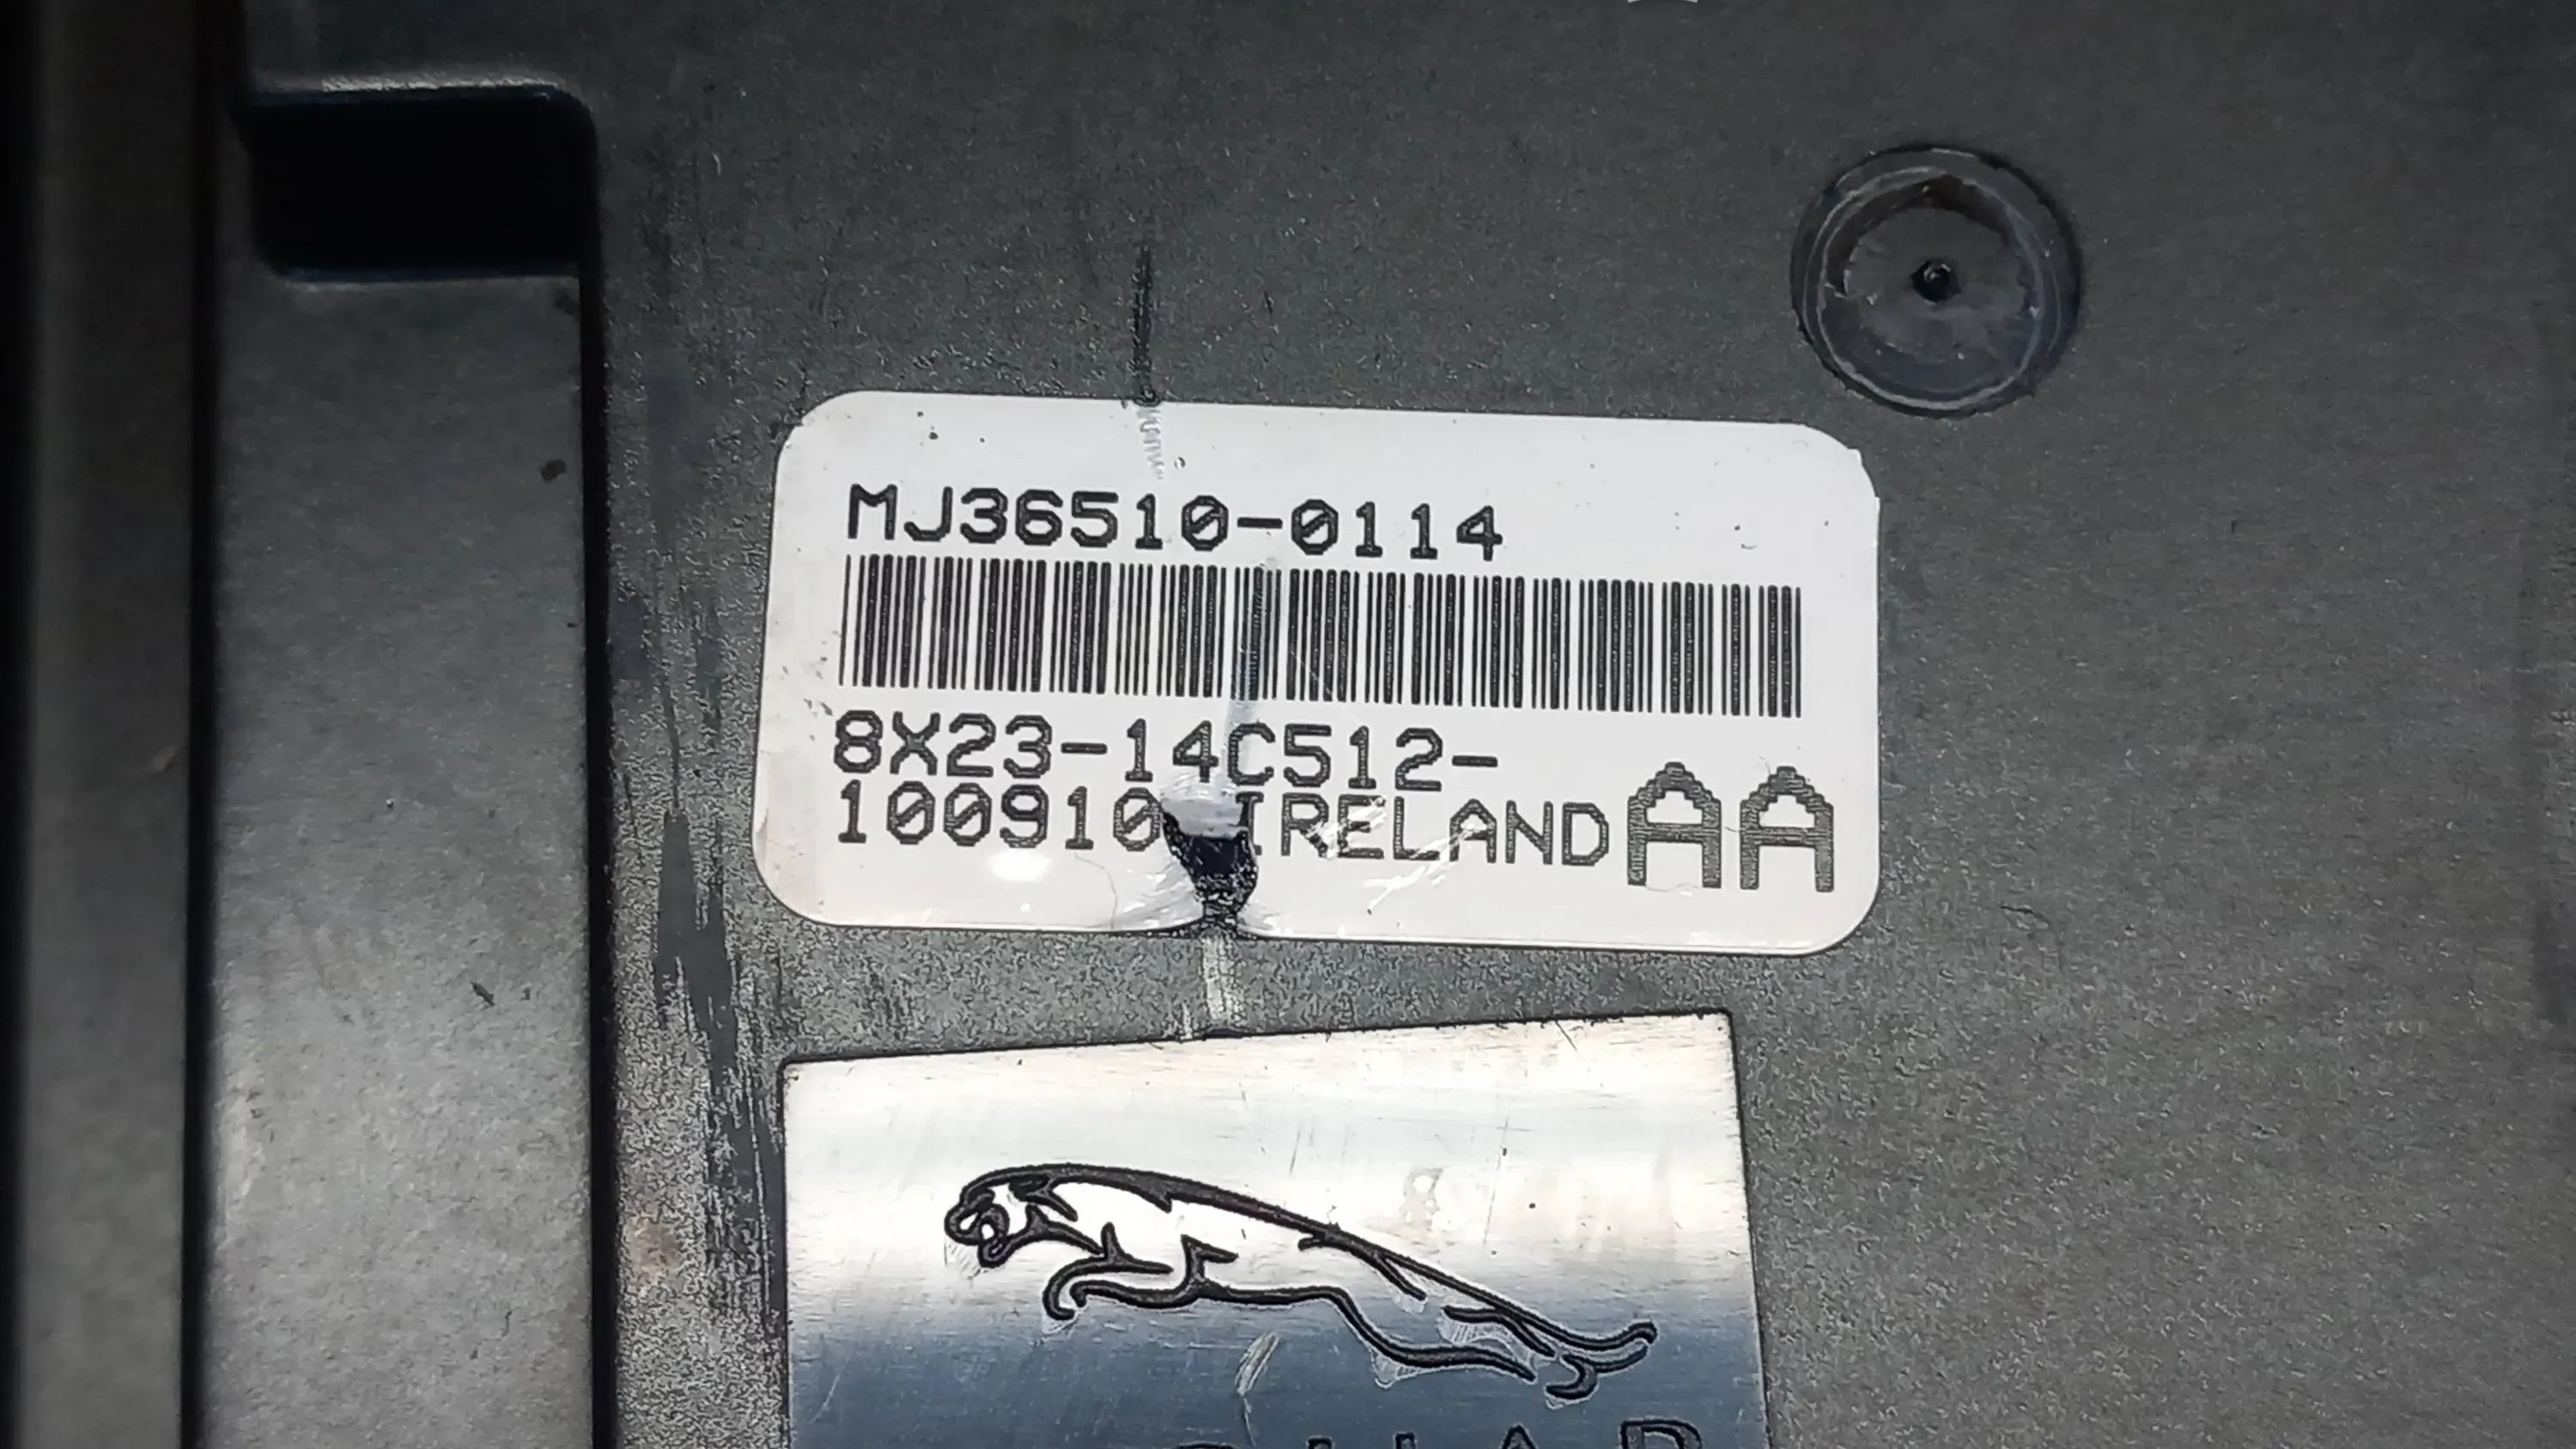 MJ36510-0114
8X23-14C512-
100910 IRELAND AA